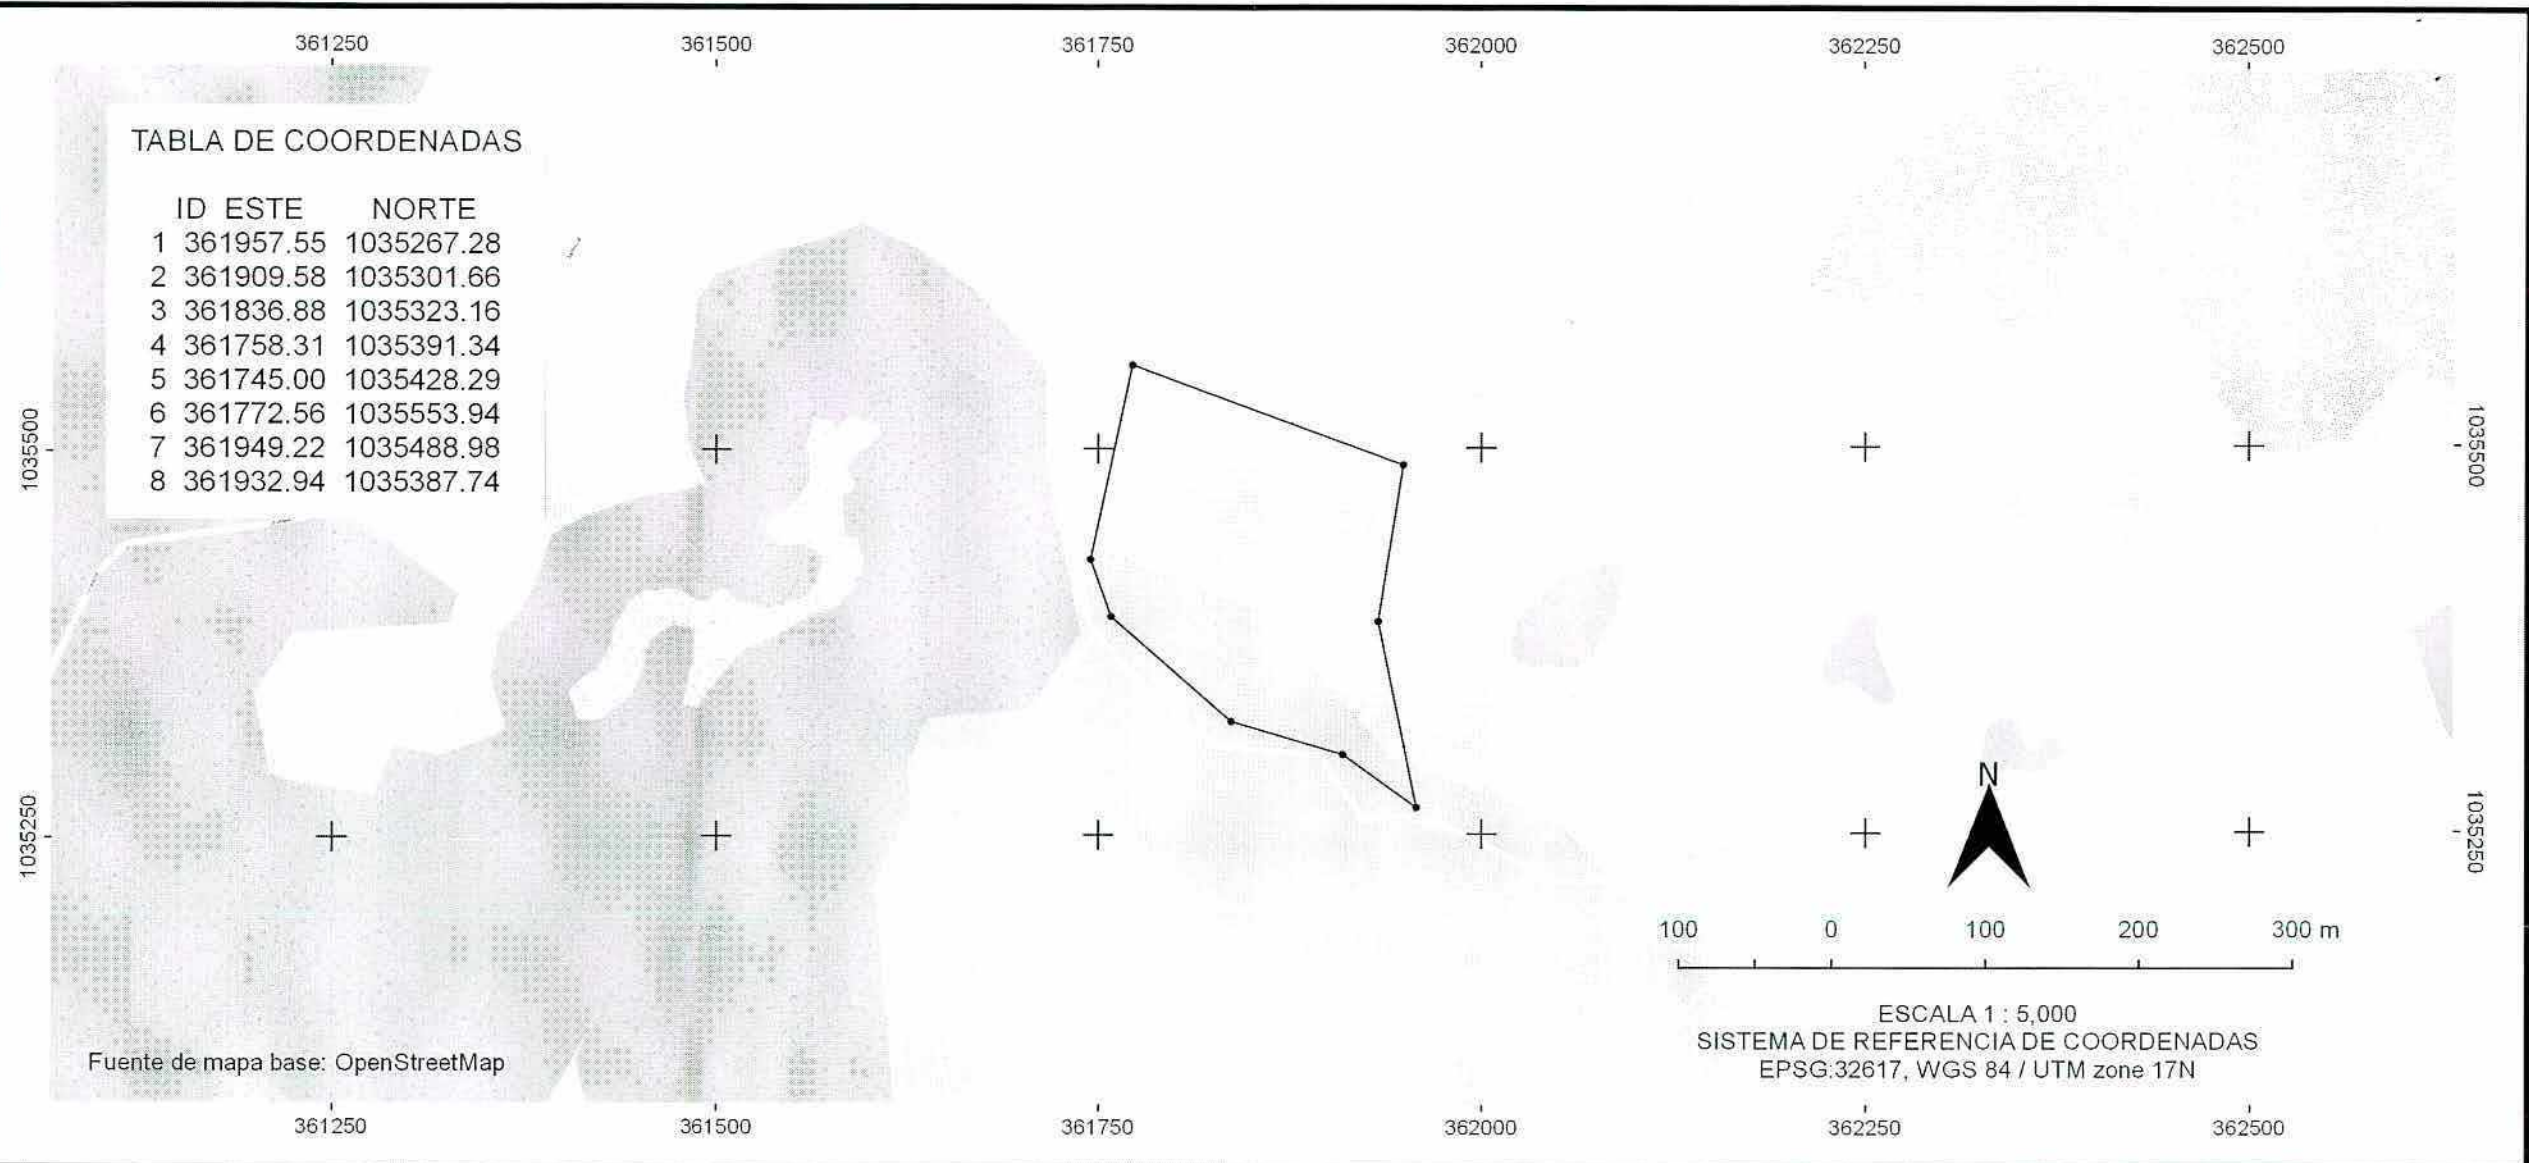 361250 361500 361750 362000 362250 362500
TABLA DE COORDENADAS
ID ESTE NORTE
1 361957.55 1035267.28
2 361909.58 1035301.66
3 361836.88 1035323.16
4 361758.31 1035391.34
5 361745.00 1035428.29
6 361772.56 1035553.94
7 361949.22 1035488.98
8 361932.94 1035387.74
1035500
1035500
1035250
1035250
N
100 0 100 200 300 m
ESCALA 1 : 5,000
SISTEMA DE REFERENCIA DE COORDENADAS
EPSG:32617, WGS 84 / UTM zone 17N
Fuente de mapa base: OpenStreetMap
361250 361500 361750 362000 362250 362500